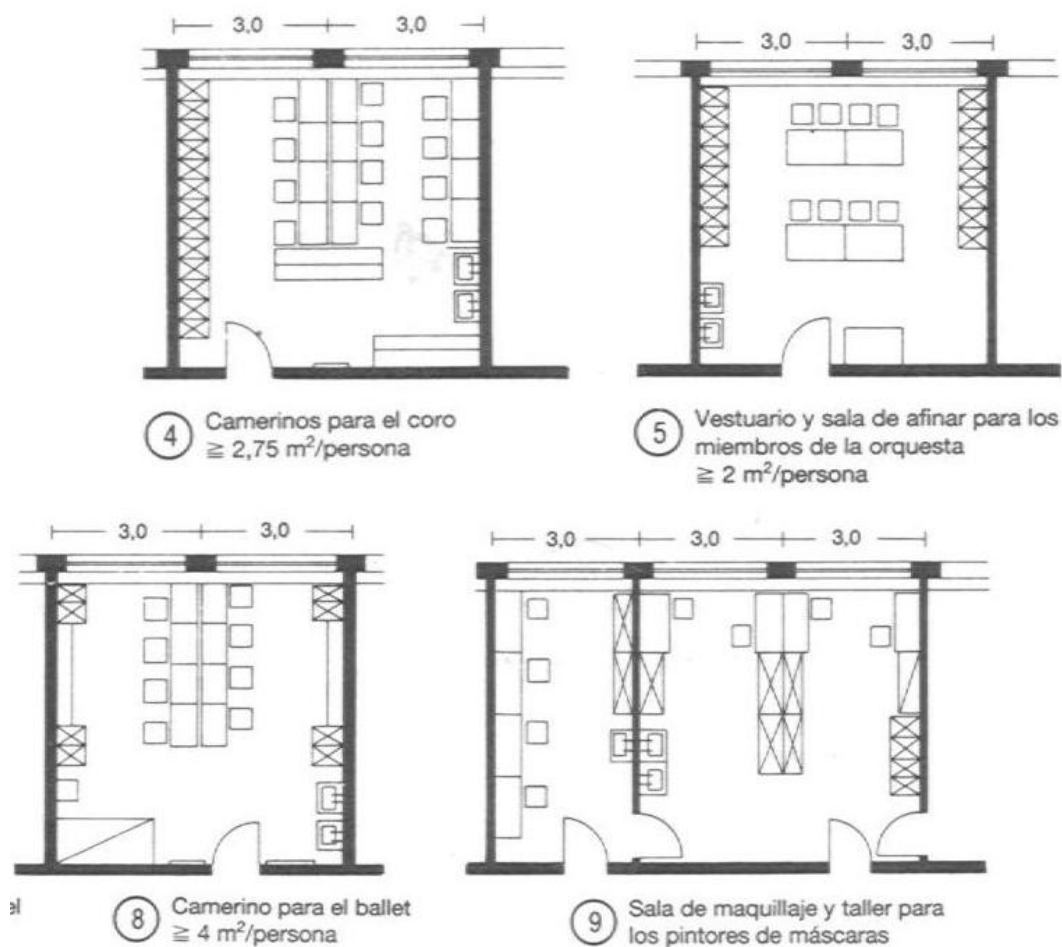 3,0 3,0
3,0 3,0
4 Camerinos para el coro
≧ 2,75 m²/persona
5 Vestuario y sala de afinar para los
miembros de la orquesta
≧ 2 m²/persona
3,0 3,0
3,0 3,0 3,0
el
8 Camerino para el ballet
≧ 4 m²/persona
9 Sala de maquillaje y taller para
los pintores de máscaras